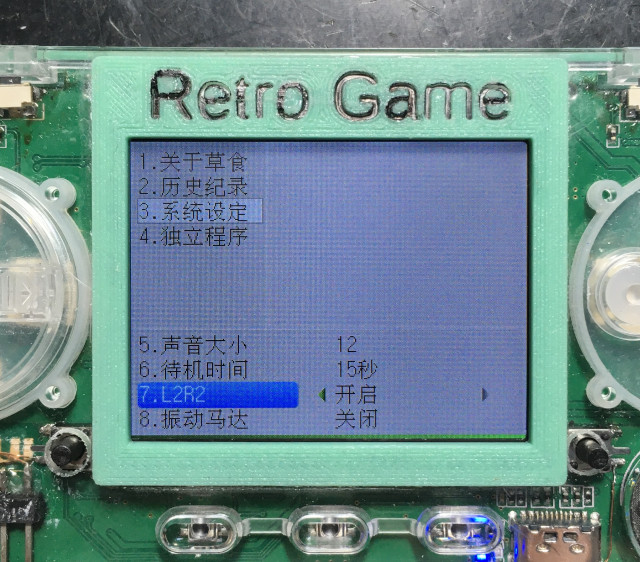 Retro Game
1.关于草食
2.历史纪录
3.系统设定
4.独立程序
5.声音大小 12
6.待机时间 15秒
7.L2R2 开启
8.振动马达 关闭